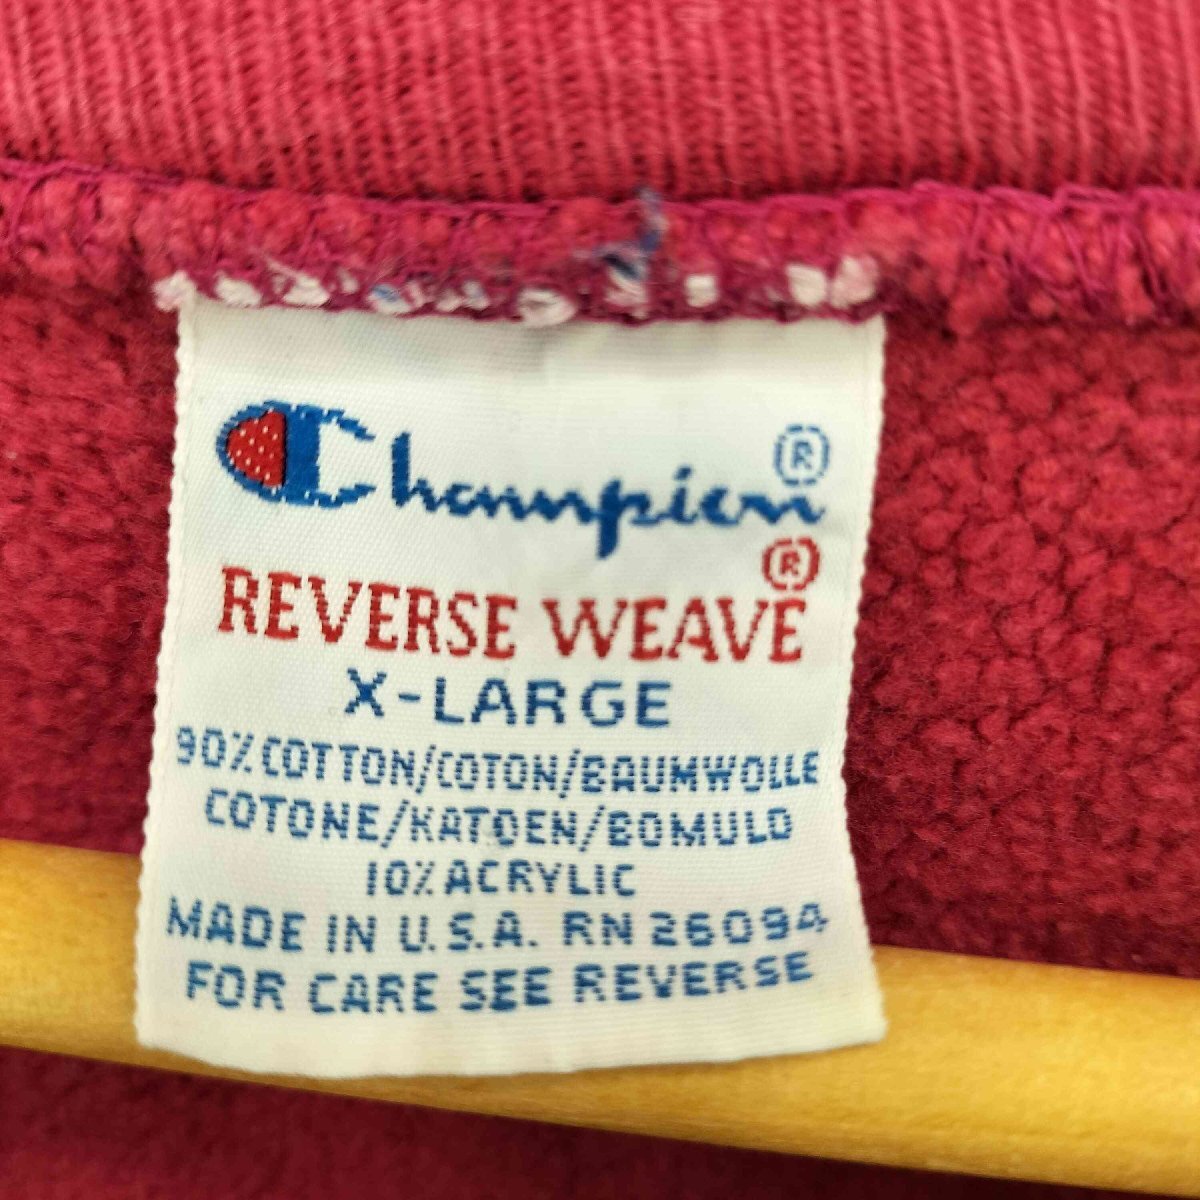 Champion®
REVERSE WEAVE®
X-LARGE
90% COTTON/COTON/BAUMWOLLE
COTONE/KATOEN/BOMULD
10% ACRYLIC
MADE IN U.S.A. RN 26094
FOR CARE SEE REVERSE